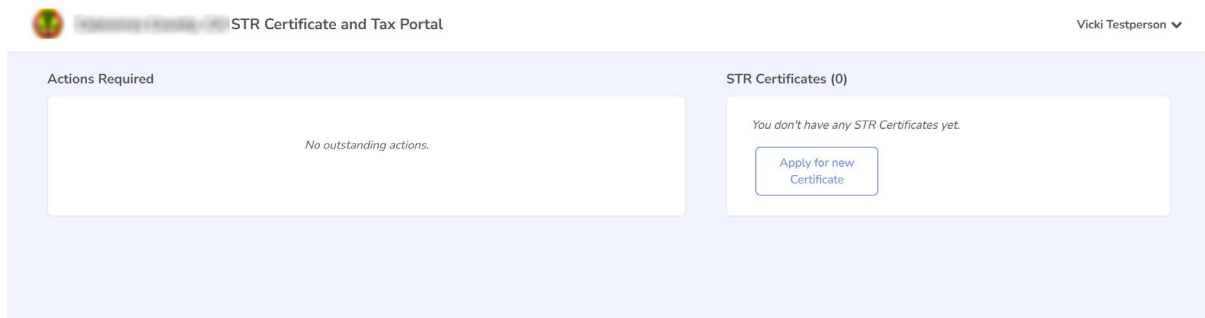 STR Certificate and Tax Portal
Vicki Testperson
Actions Required
No outstanding actions.
STR Certificates (0)
You don't have any STR Certificates yet.
Apply for new
Certificate